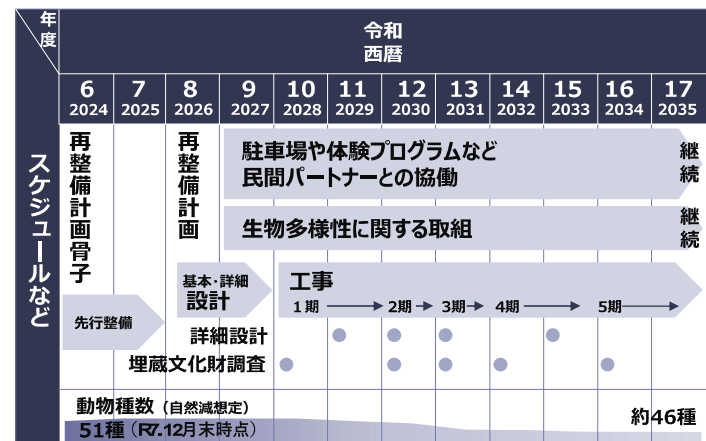 年度
令和
西暦
6 7 8 9 10 11 12 13 14 15 16 17
2024 2025 2026 2027 2028 2029 2030 2031 2032 2033 2034 2035
スケジュールなど
再整備計画骨子
再整備計画
駐車場や体験プログラムなど
民間パートナーとの協働
継続
生物多様性に関する取組
継続
先行整備
基本・詳細
設計
工事
1期 2期 3期 4期 5期
詳細設計
埋蔵文化財調査
動物種数（自然減想定）
51種（R7.12月末時点）
約46種